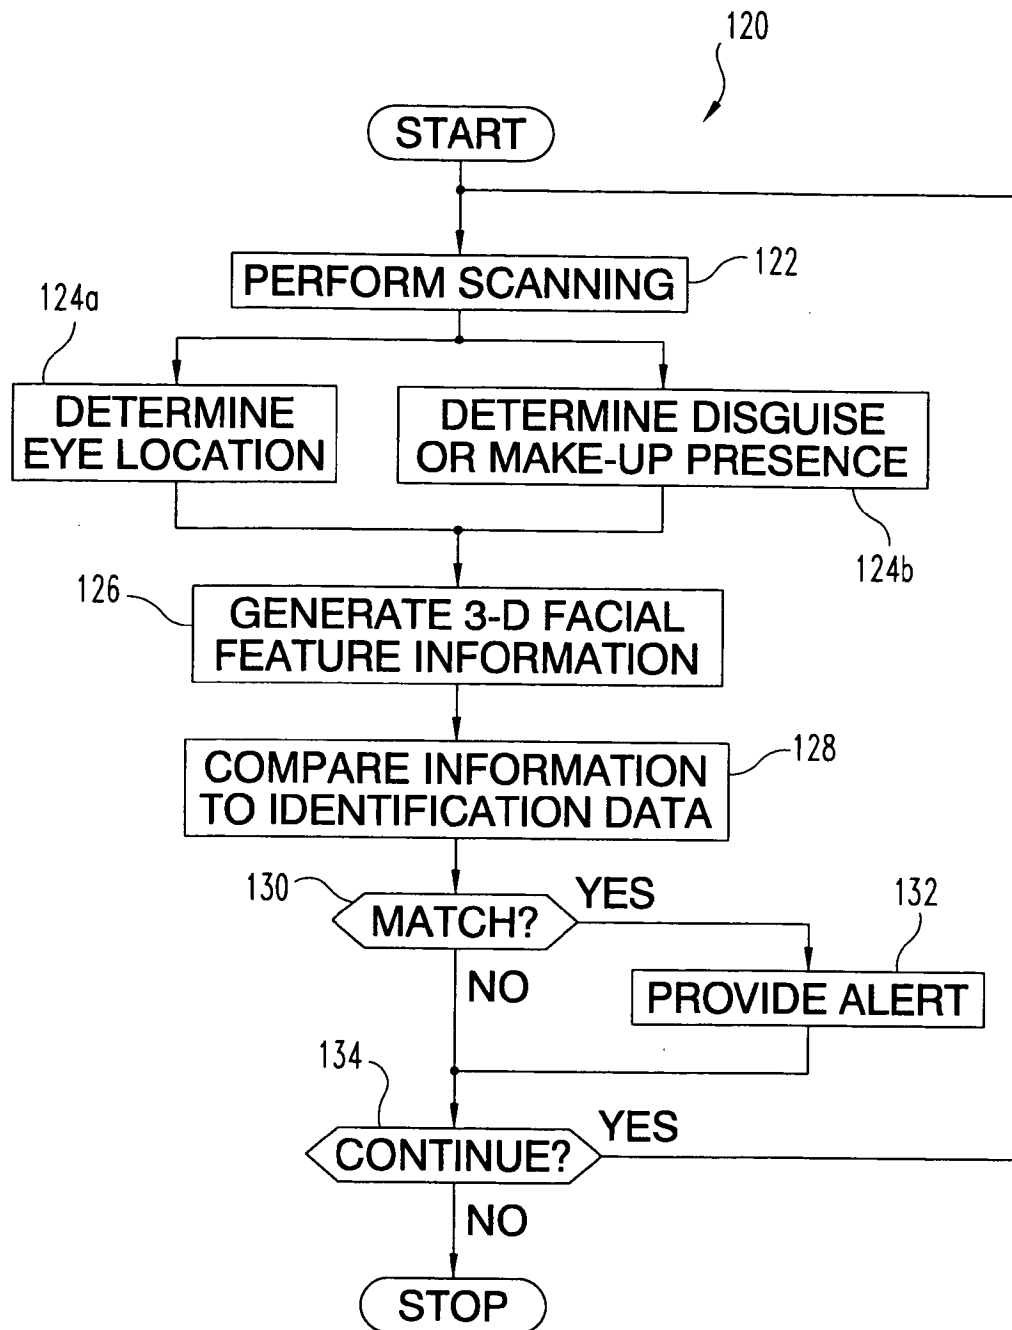 120
START
PERFORM SCANNING
122
124a
DETERMINE
EYE LOCATION
DETERMINE DISGUISE
OR MAKE-UP PRESENCE
124b
126
GENERATE 3-D FACIAL
FEATURE INFORMATION
COMPARE INFORMATION
TO IDENTIFICATION DATA
128
130
MATCH?
YES
132
NO
PROVIDE ALERT
134
CONTINUE?
YES
NO
STOP